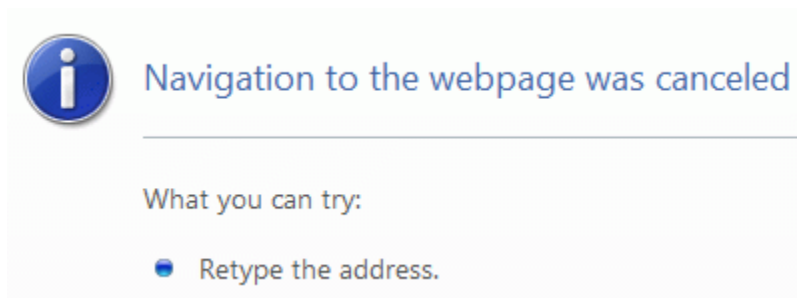 Navigation to the webpage was canceled
What you can try:
Retype the address.